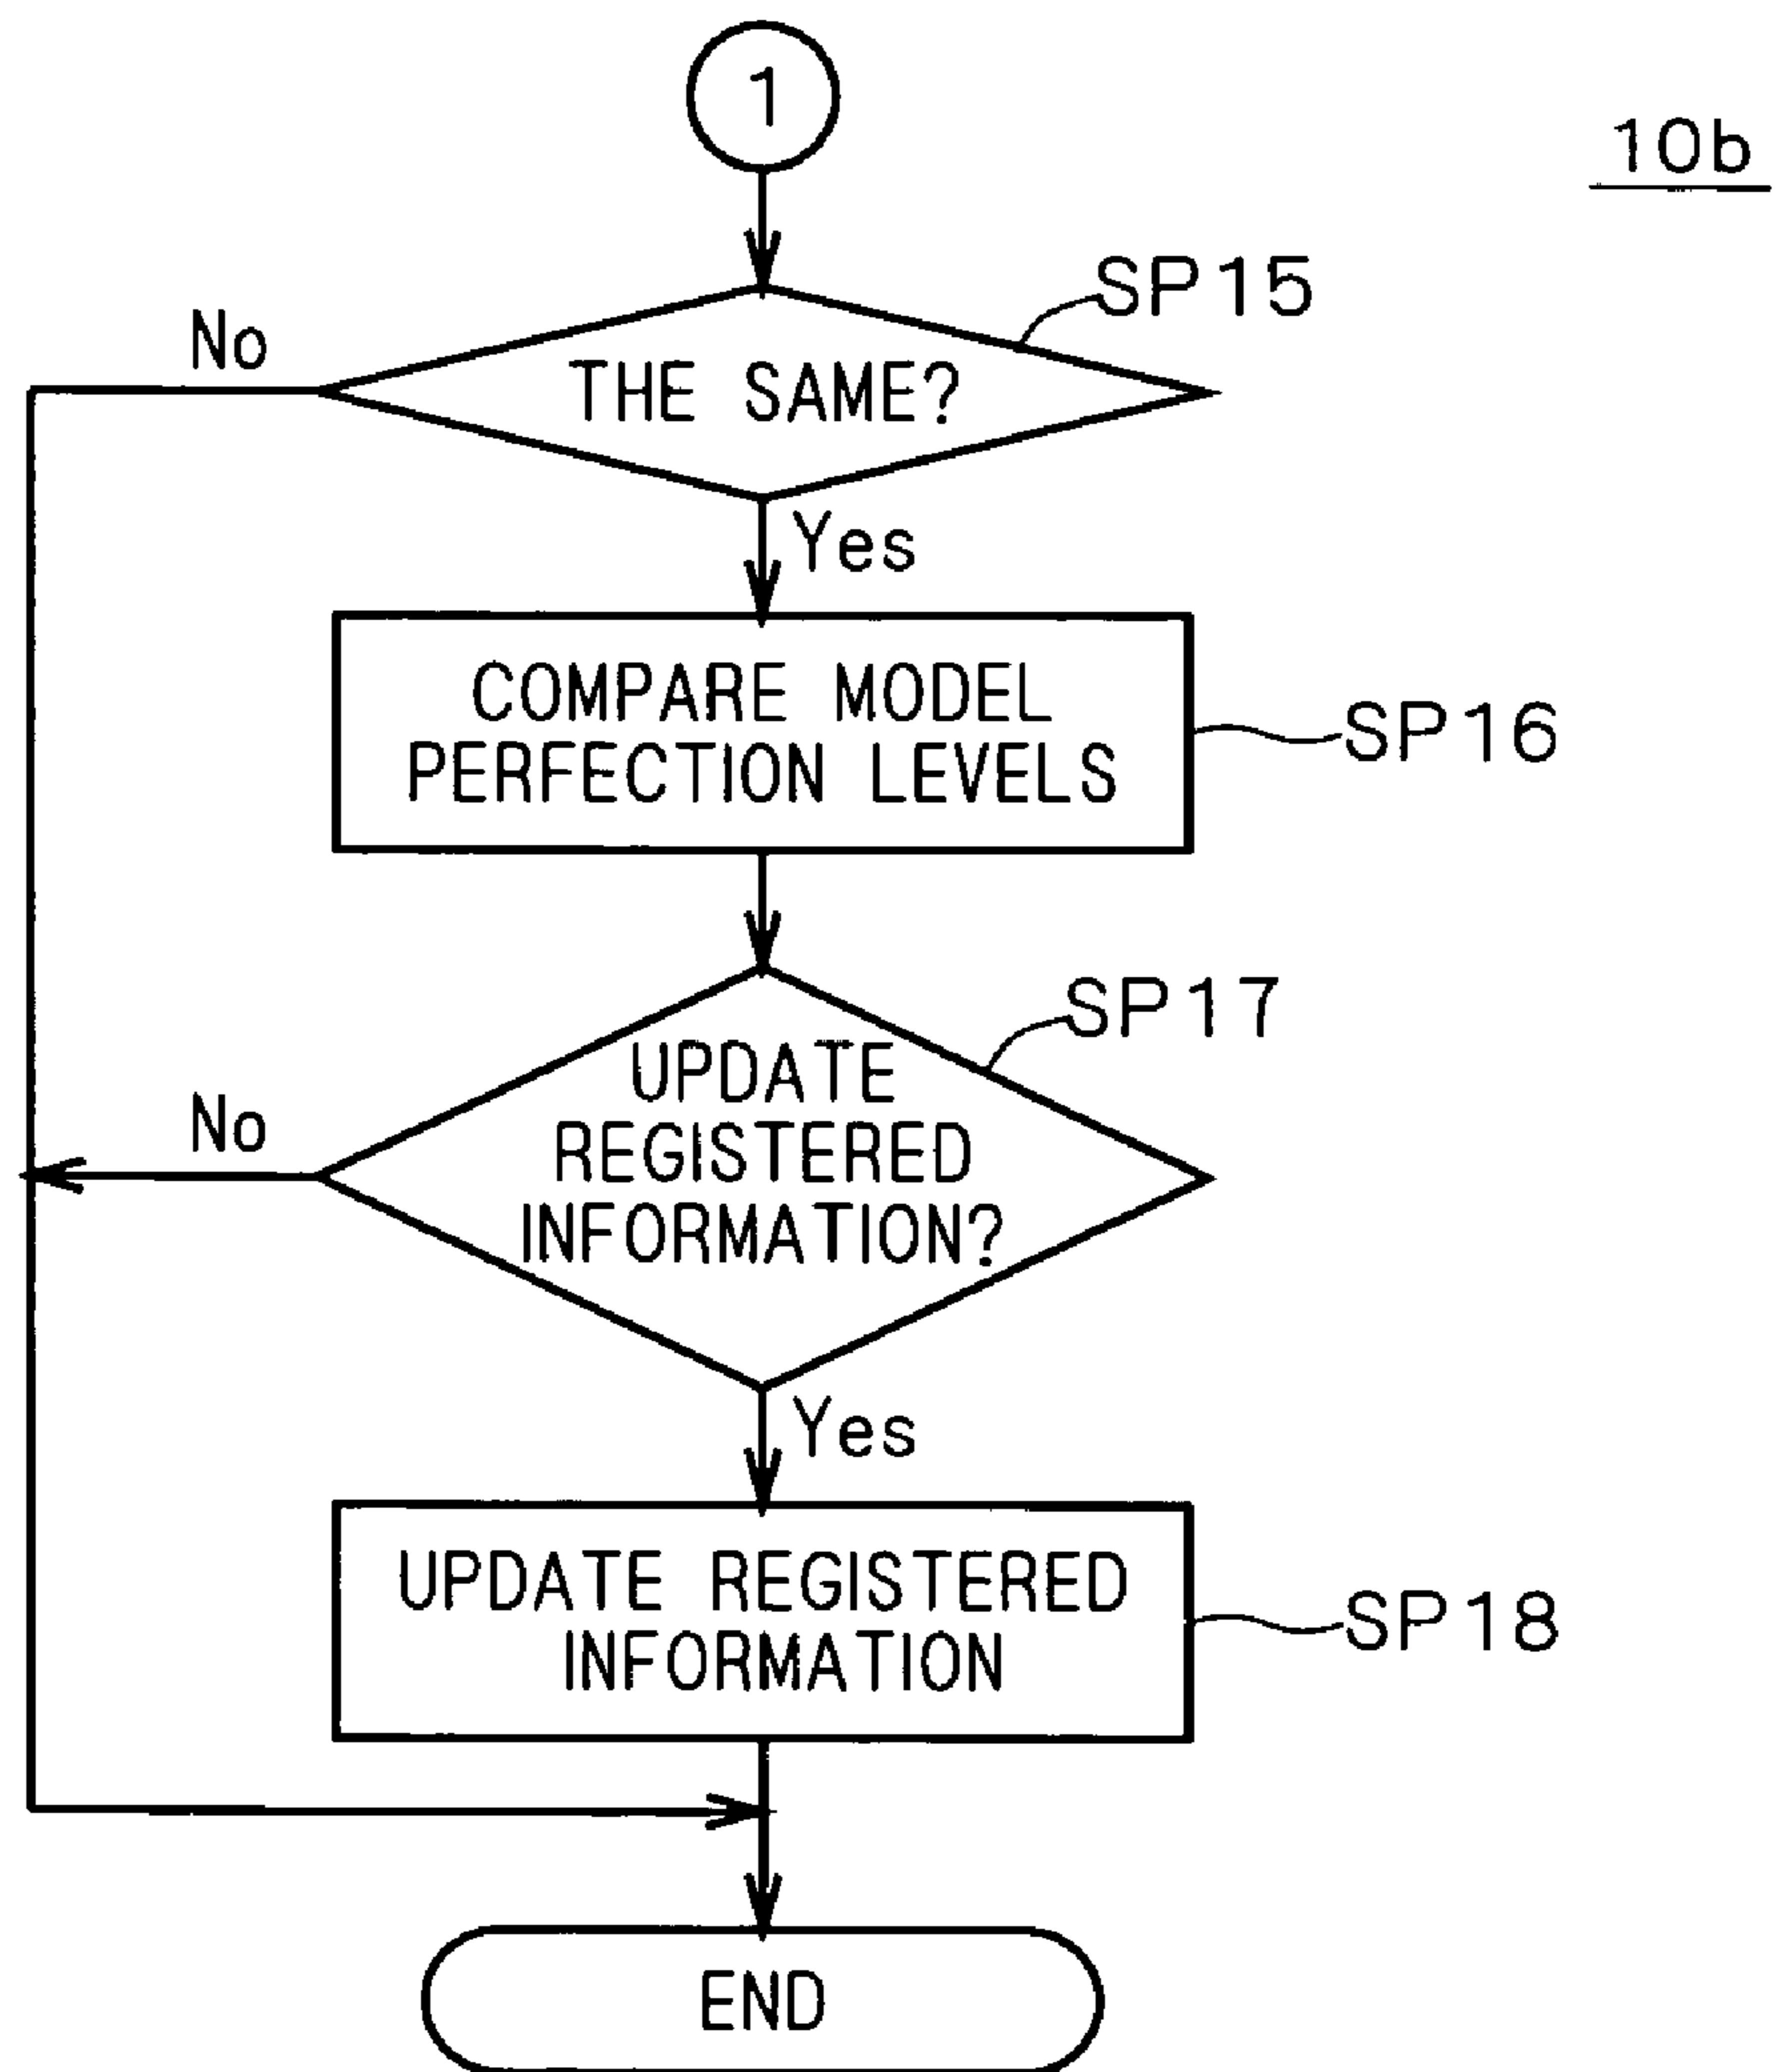 1
10b
SP15
No
THE SAME?
Yes
COMPARE MODEL
PERFECTION LEVELS
SP16
SP17
UPDATE
REGISTERED
INFORMATION?
No
Yes
UPDATE REGISTERED
INFORMATION
SP18
END